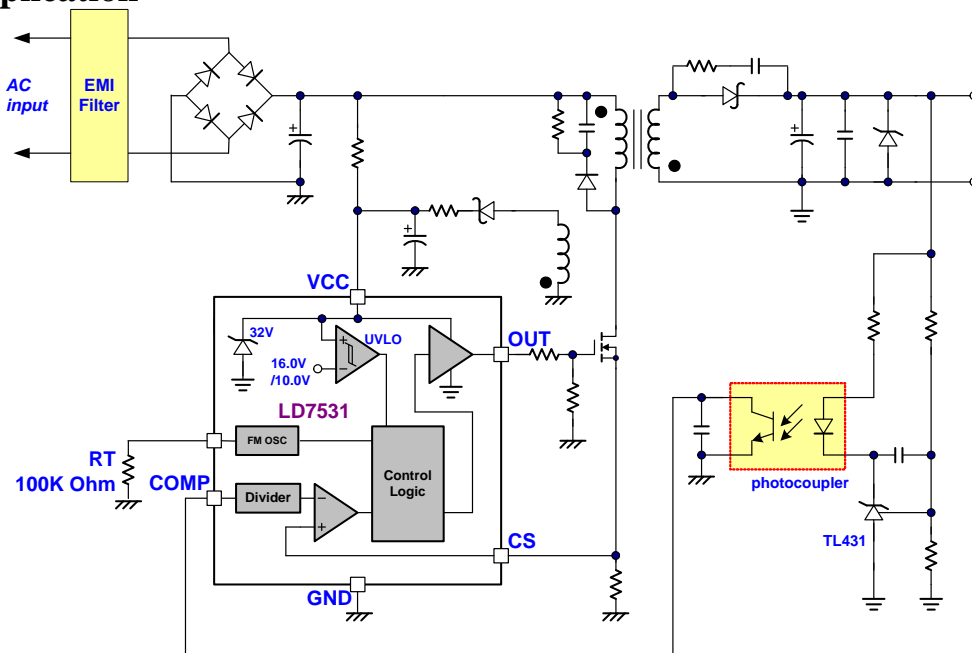 AC
input
EMI
Filter
VCC
32V
UVLO
16.0V
/10.0V
OUT
LD7531
FM OSC
RT
100K Ohm
COMP
Divider
Control
Logic
CS
GND
photocoupler
TL431